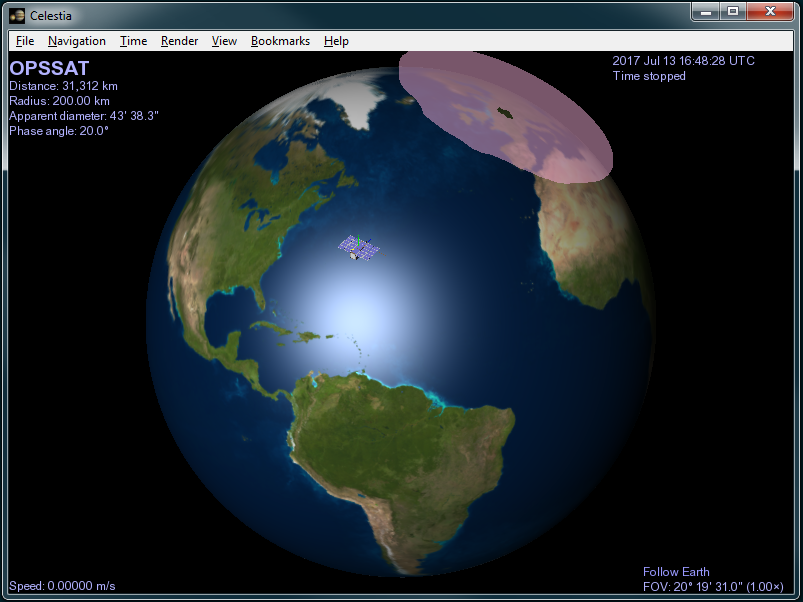 Celestia
File Navigation Time Render View Bookmarks Help
OPSSAT
Distance: 31,312 km
Radius: 200.00 km
Apparent diameter: 43' 38.3"
Phase angle: 20.0°
2017 Jul 13 16:48:28 UTC
Time stopped
Speed: 0.00000 m/s
Follow Earth
FOV: 20° 19' 31.0" (1.00×)